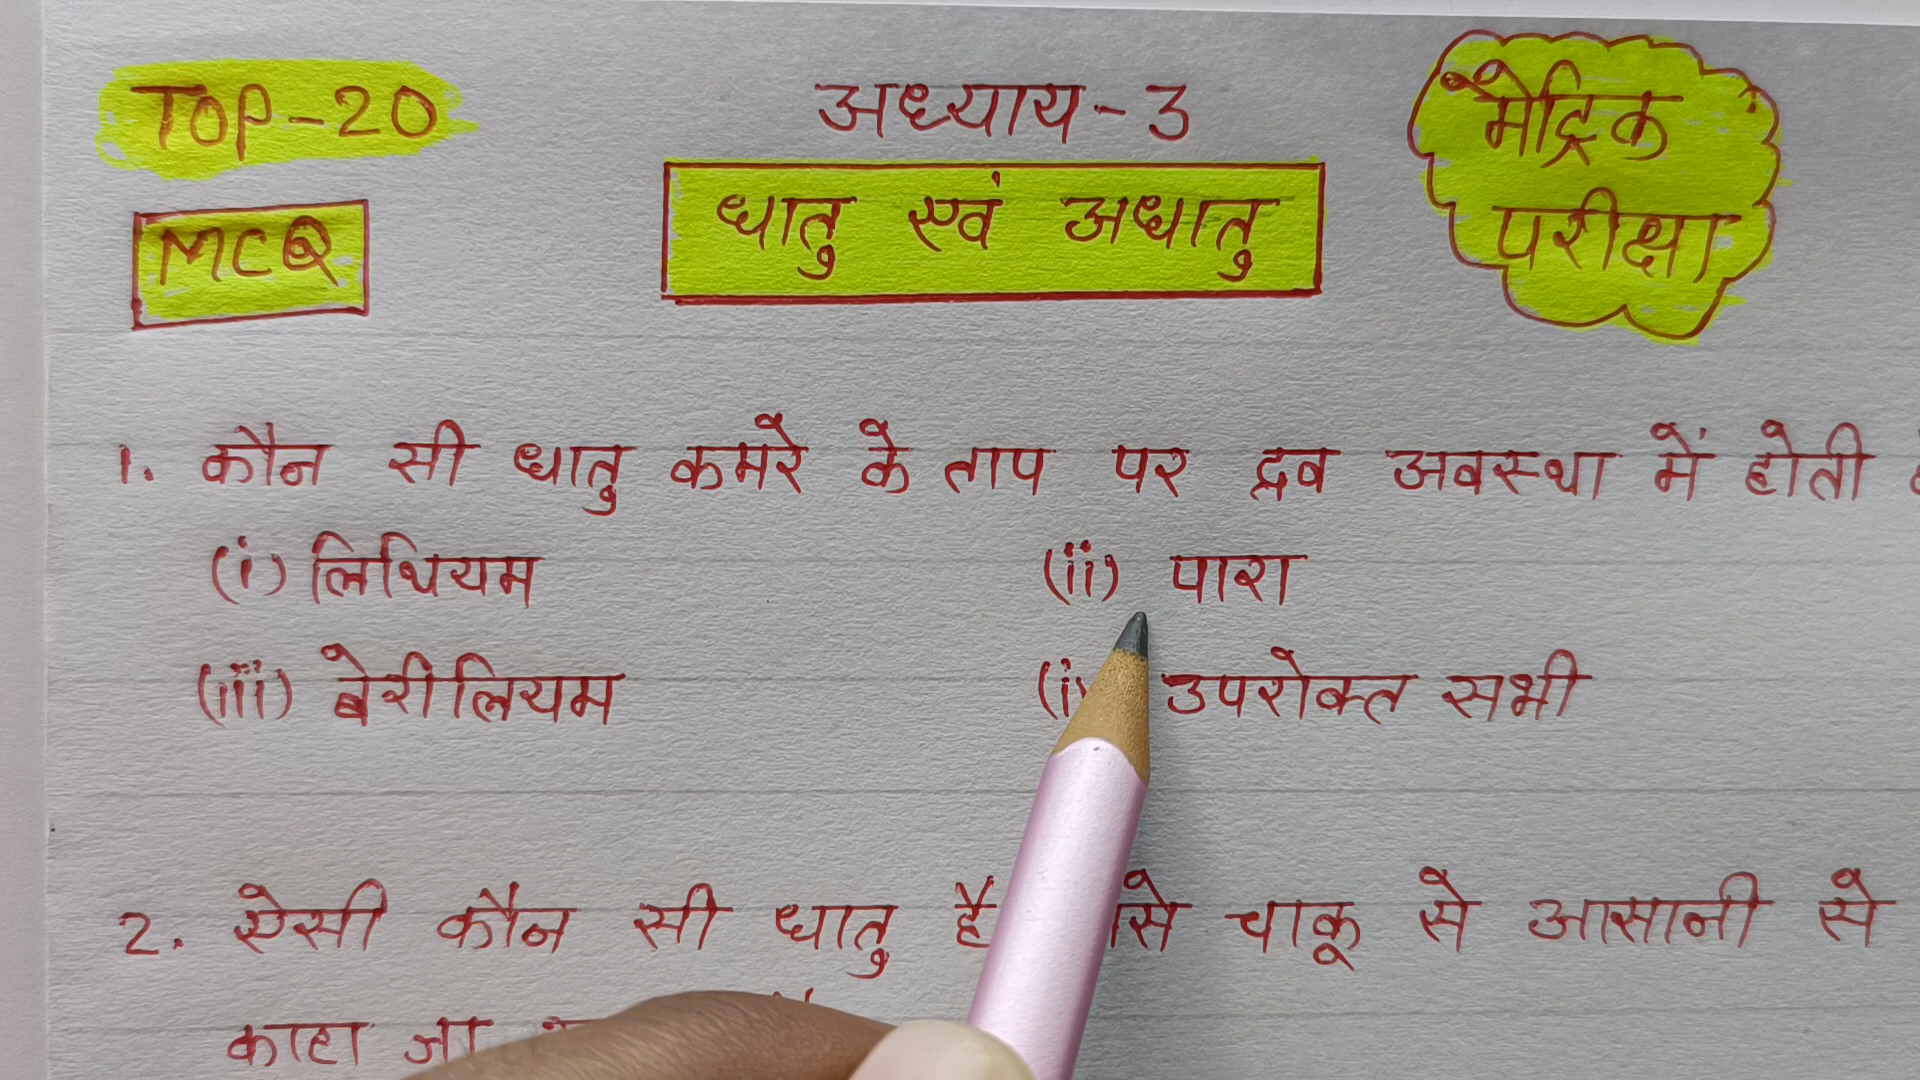 TOP-20
अध्याय-3
मैट्रिक
परीक्षा
MCQ
धातु एवं अधातु
1. कौन सी धातु कमरे के ताप पर द्रव अवस्था में होती
(i) लिथियम (ii) पारा
(iii) बेरीलियम उपरोक्त सभी
2. ऐसी कौन सी धातु है चाकू से आसानी से
काटा जा